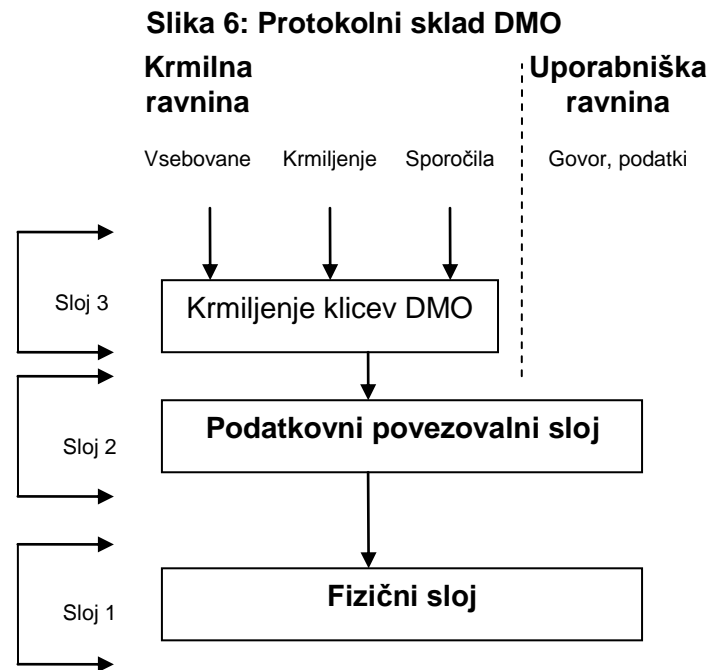 Slika 6: Protokolni sklad DMO
Krmilna
ravnina
Uporabniška
ravnina
Vsebovane Krmiljenje Sporočila Govor, podatki
Sloj 3
Krmiljenje klicev DMO
Podatkovni povezovalni sloj
Sloj 2
Fizični sloj
Sloj 1